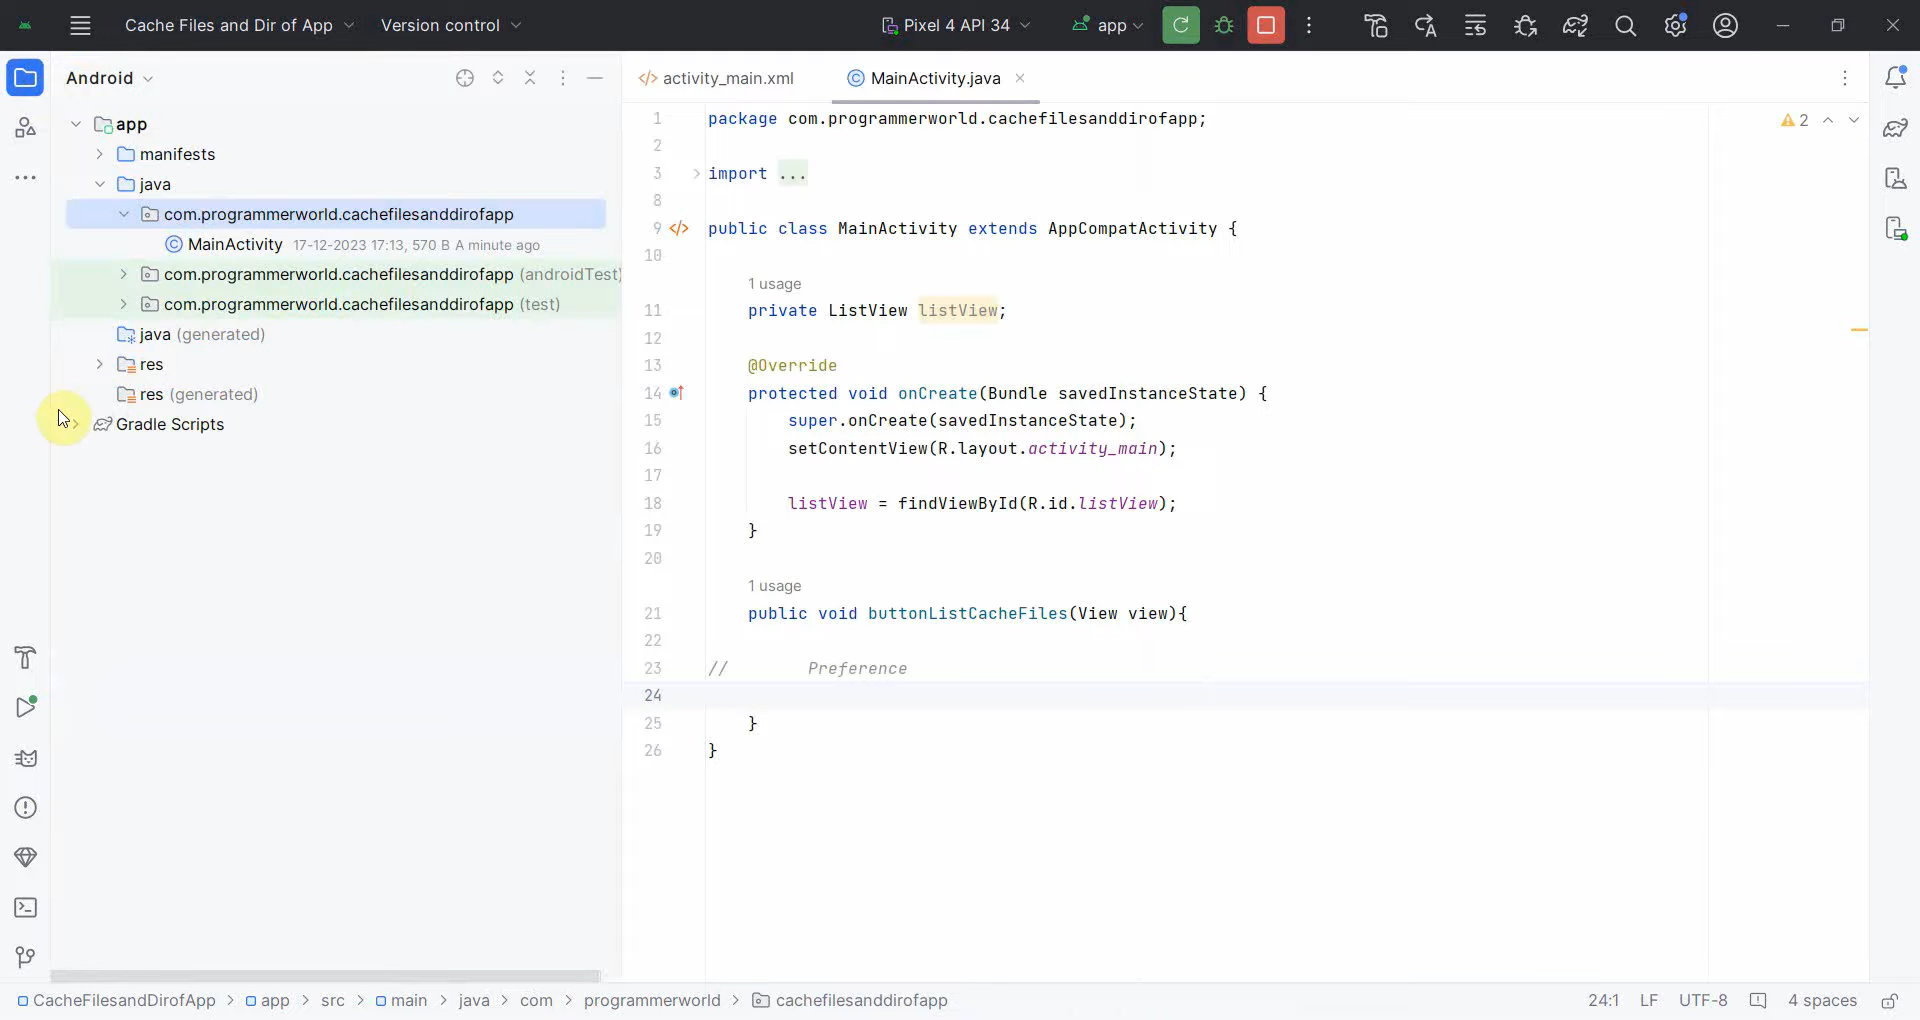 Cache Files and Dir of App
Version control
Pixel 4 API 34
app
Android
activity_main.xml
MainActivity.java
app
manifests
java
com.programmerworld.cachefilesanddirofapp
MainActivity 17-12-2023 17:13, 570 B A minute ago
com.programmerworld.cachefilesanddirofapp (androidTest)
com.programmerworld.cachefilesanddirofapp (test)
java (generated)
res
res (generated)
Gradle Scripts
1 package com.programmerworld.cachefilesanddirofapp;
2
3 import ...
8
9 </> public class MainActivity extends AppCompatActivity {
10
1 usage
11 private ListView listView;
12
13 @Override
14 protected void onCreate(Bundle savedInstanceState) {
15 super.onCreate(savedInstanceState);
16 setContentView(R.layout.activity_main);
17
18 listView = findViewById(R.id.listView);
19 }
20
1 usage
21 public void buttonListCacheFiles(View view){
22
23 // Preference
24
25 }
26 }
2
CacheFilesandDirofApp > app > src > main > java > com > programmerworld > cachefilesanddirofapp
24:1 LF UTF-8 4 spaces